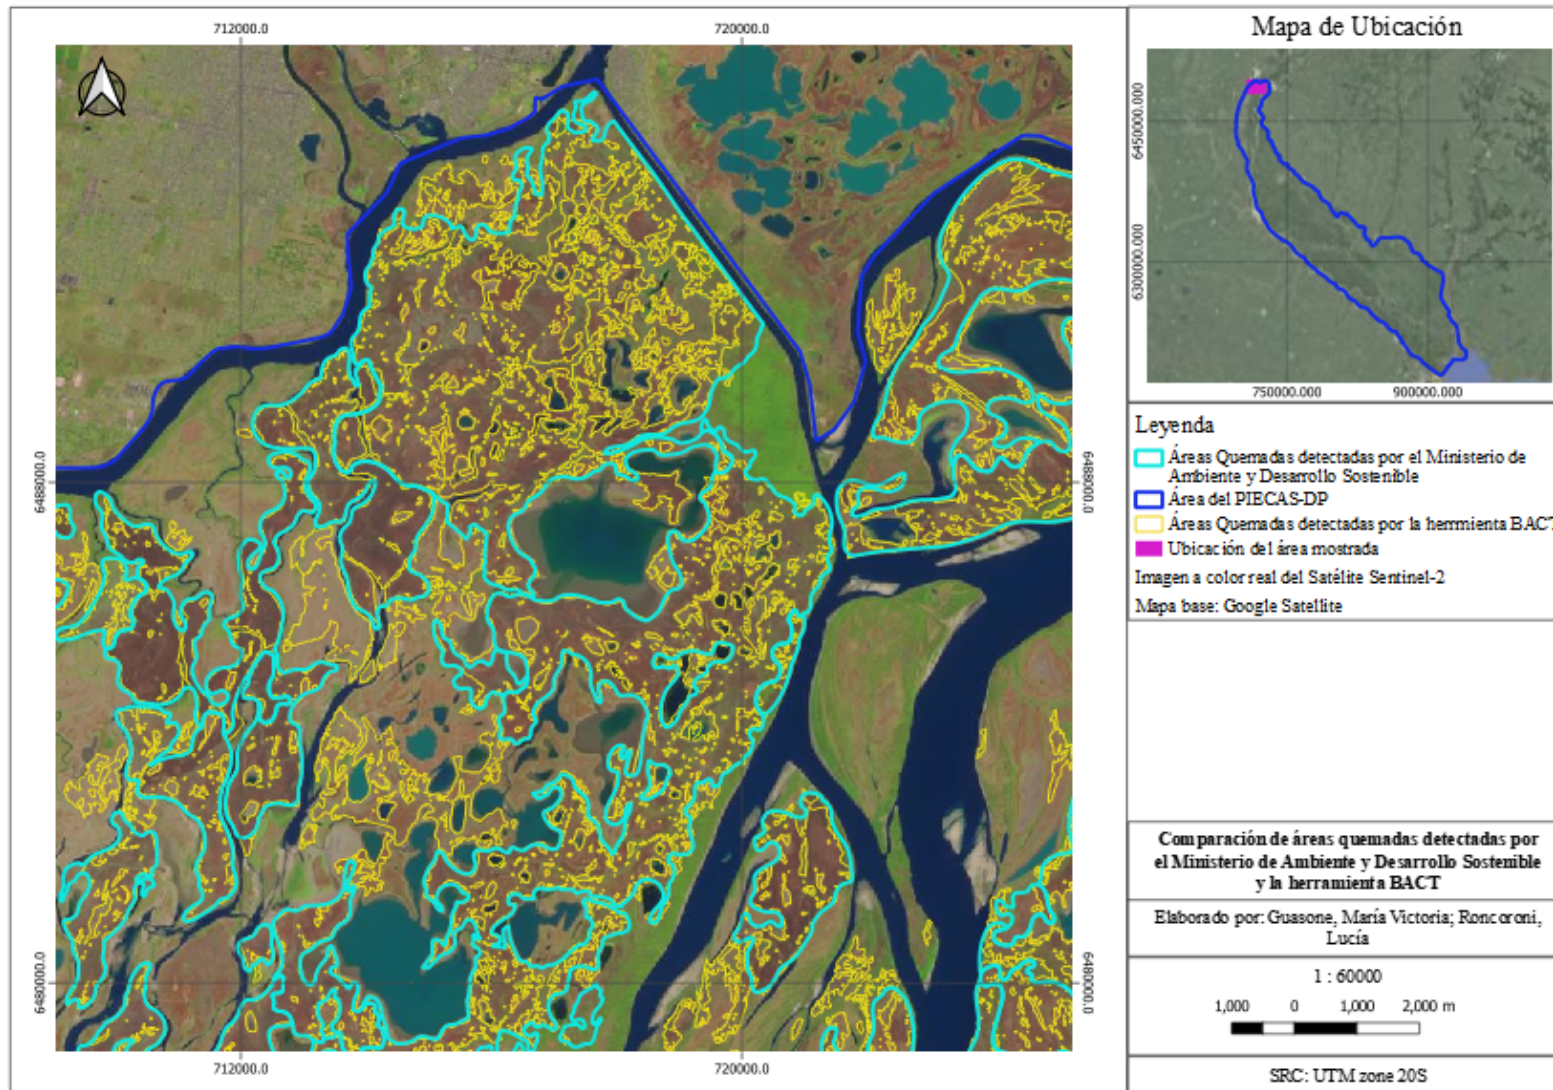 712000.0
720000.0
6488000.0
6488000.0
6480000.0
6480000.0
712000.0
720000.0
Mapa de Ubicación
6450000.000
6300000.000
750000.000
900000.000
Leyenda
Áreas Quemadas detectadas por el Ministerio de
Ambiente y Desarrollo Sostenible
Área del PIECAS-DP
Áreas Quemadas detectadas por la herrmienta BACT
Ubicación del área mostrada
Imagen a color real del Satélite Sentinel-2
Mapa base: Google Satellite
Comparación de áreas quemadas detectadas por
el Ministerio de Ambiente y Desarrollo Sostenible
y la herramienta BACT
Elaborado por: Guasone, María Victoria; Roncoroni,
Lucía
1 : 60000
1,000 0 1,000 2,000 m
SRC: UTM zone 20S